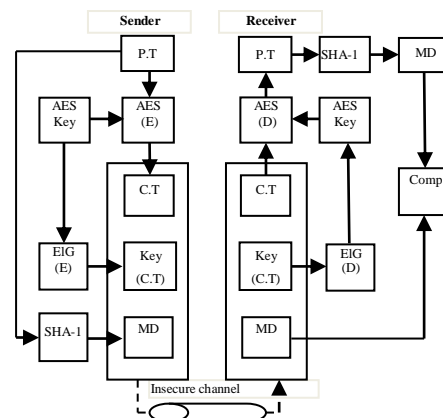 Sender
P.T
AES
Key
AES
(E)
C.T
ElG
(E)
Key
(C.T)
SHA-1
MD
Receiver
P.T
SHA-1
MD
AES
(D)
AES
Key
C.T
Comp
Key
(C.T)
ElG
(D)
MD
Insecure channel